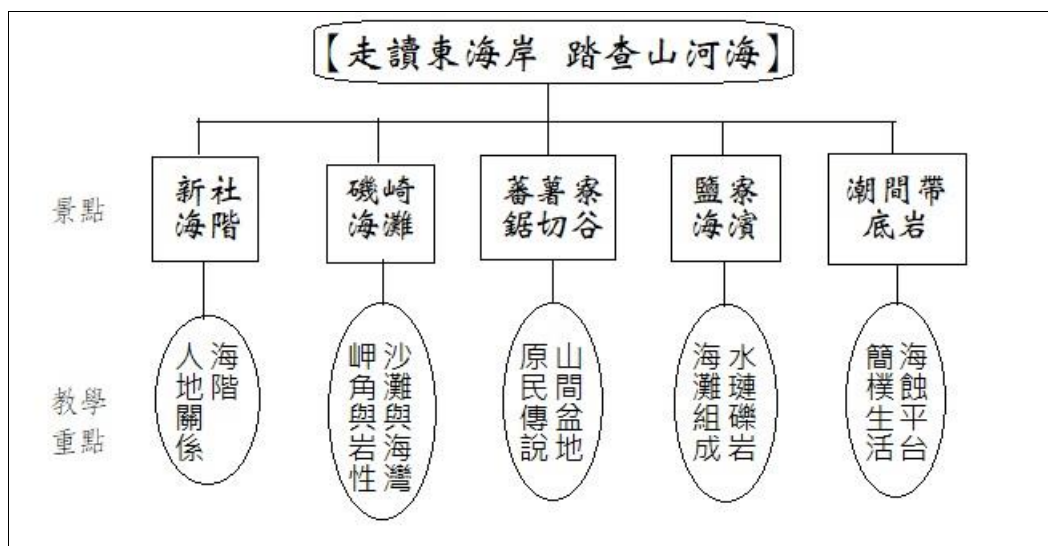 【走讀東海岸 踏查山河海】
景點
新社
海階
磯崎
海灘
蕃薯寮
鋸切谷
鹽寮
海濱
潮間帶
底岩
教學
重點
海階
人地關係
沙灘與海灣
岬角與岩性
山間盆地
原民傳說
水璉礫岩
海灘組成
海蝕平台
簡樸生活